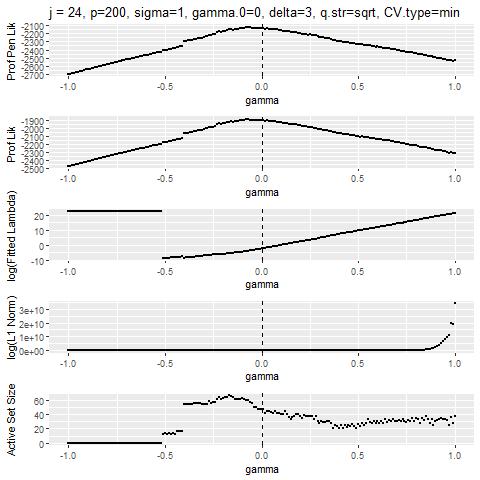 j = 24, p=200, sigma=1, gamma.0=0, delta=3, q.str=sqrt, CV.type=min
Prof Pen Lik
-2100
-2200
-2300
-2400
-2500
-2600
-2700
-1.0 -0.5 0.0 0.5 1.0
gamma
Prof Lik
-1900
-2000
-2100
-2200
-2300
-2400
-2500
-1.0 -0.5 0.0 0.5 1.0
gamma
log(Fitted Lambda)
20
10
0
-10
-1.0 -0.5 0.0 0.5 1.0
gamma
log(L1 Norm)
3e+10
2e+10
1e+10
0e+00
-1.0 -0.5 0.0 0.5 1.0
gamma
Active Set Size
60
40
20
0
-1.0 -0.5 0.0 0.5 1.0
gamma